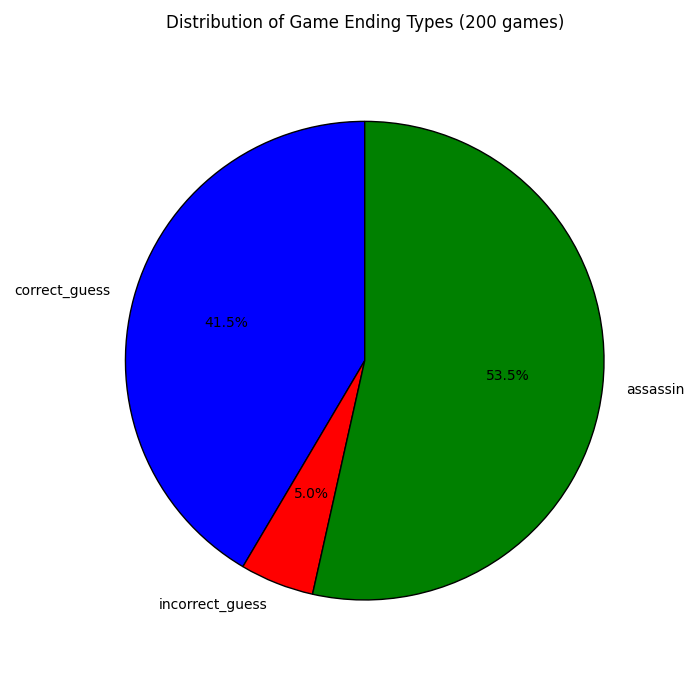 Distribution of Game Ending Types (200 games)
correct_guess
41.5%
53.5%
assassin
5.0%
incorrect_guess